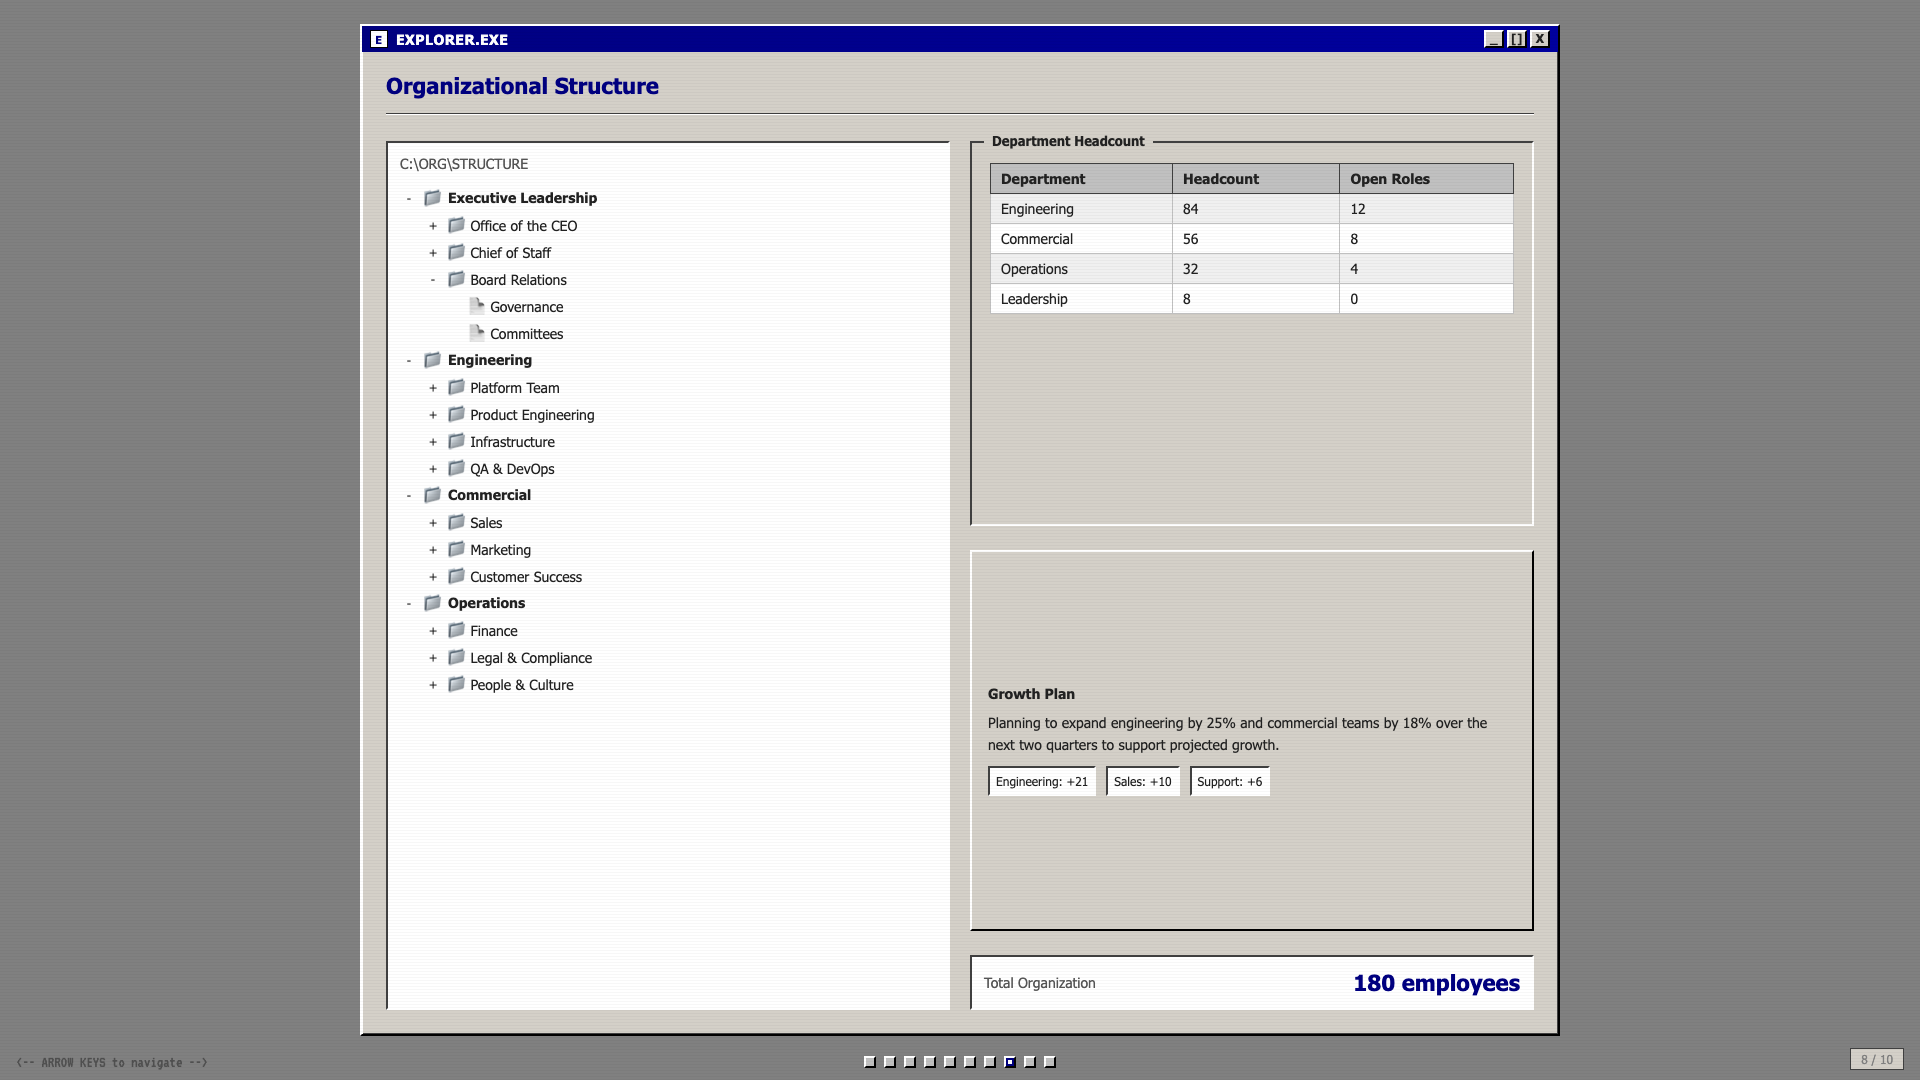 E EXPLORER.EXE _ [] X
Organizational Structure
C:\ORG\STRUCTURE
- Executive Leadership
+ Office of the CEO
+ Chief of Staff
- Board Relations
Governance
Committees
- Engineering
+ Platform Team
+ Product Engineering
+ Infrastructure
+ QA & DevOps
- Commercial
+ Sales
+ Marketing
+ Customer Success
- Operations
+ Finance
+ Legal & Compliance
+ People & Culture
Department Headcount
Department Headcount Open Roles
Engineering 84 12
Commercial 56 8
Operations 32 4
Leadership 8 0
Growth Plan
Planning to expand engineering by 25% and commercial teams by 18% over the
next two quarters to support projected growth.
Engineering: +21 Sales: +10 Support: +6
Total Organization 180 employees
<-- ARROW KEYS to navigate -->
8 / 10